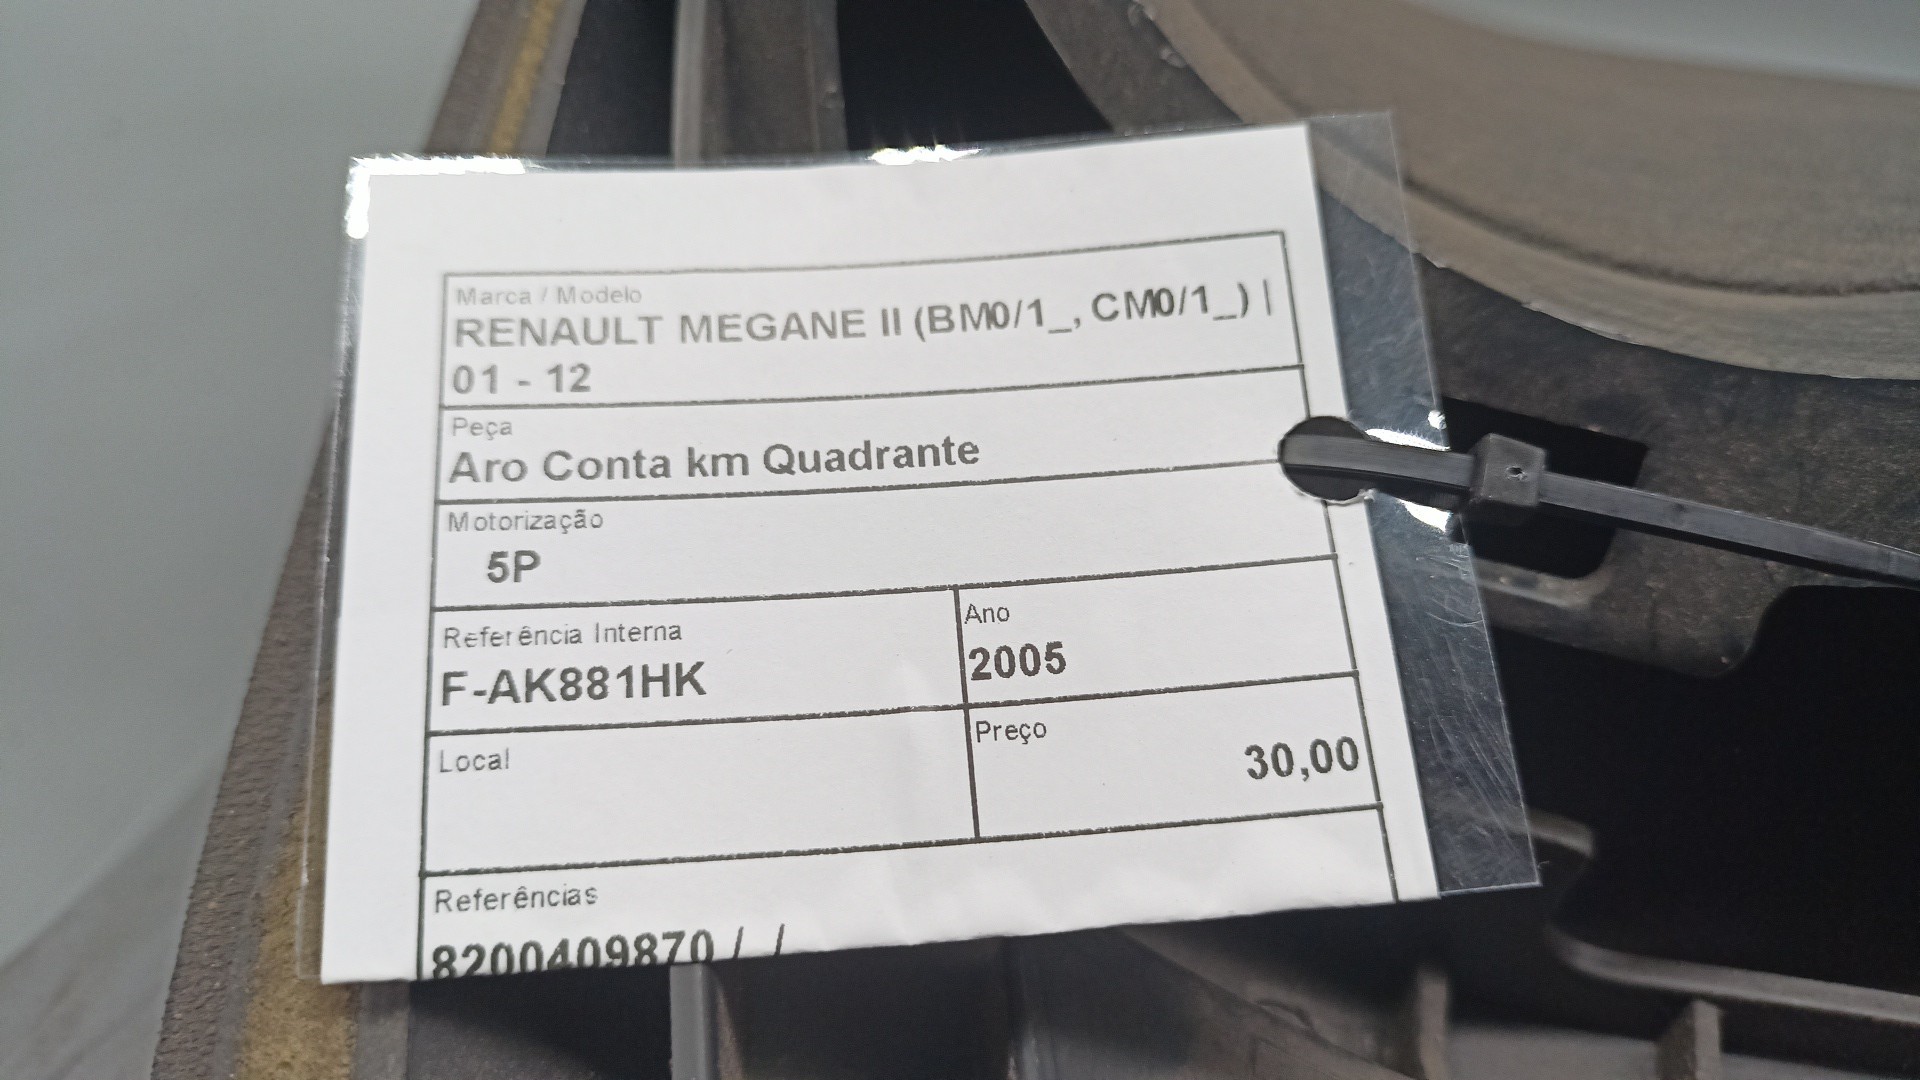 Marca / Modelo
RENAULT MEGANE II (BM0/1_, CM0/1_) |
01 - 12
Peça
Aro Conta km Quadrante
Motorização
5P
Referência Interna
F-AK881HK
Ano
2005
Local
Preço
30,00
Referências
8200409870 / /